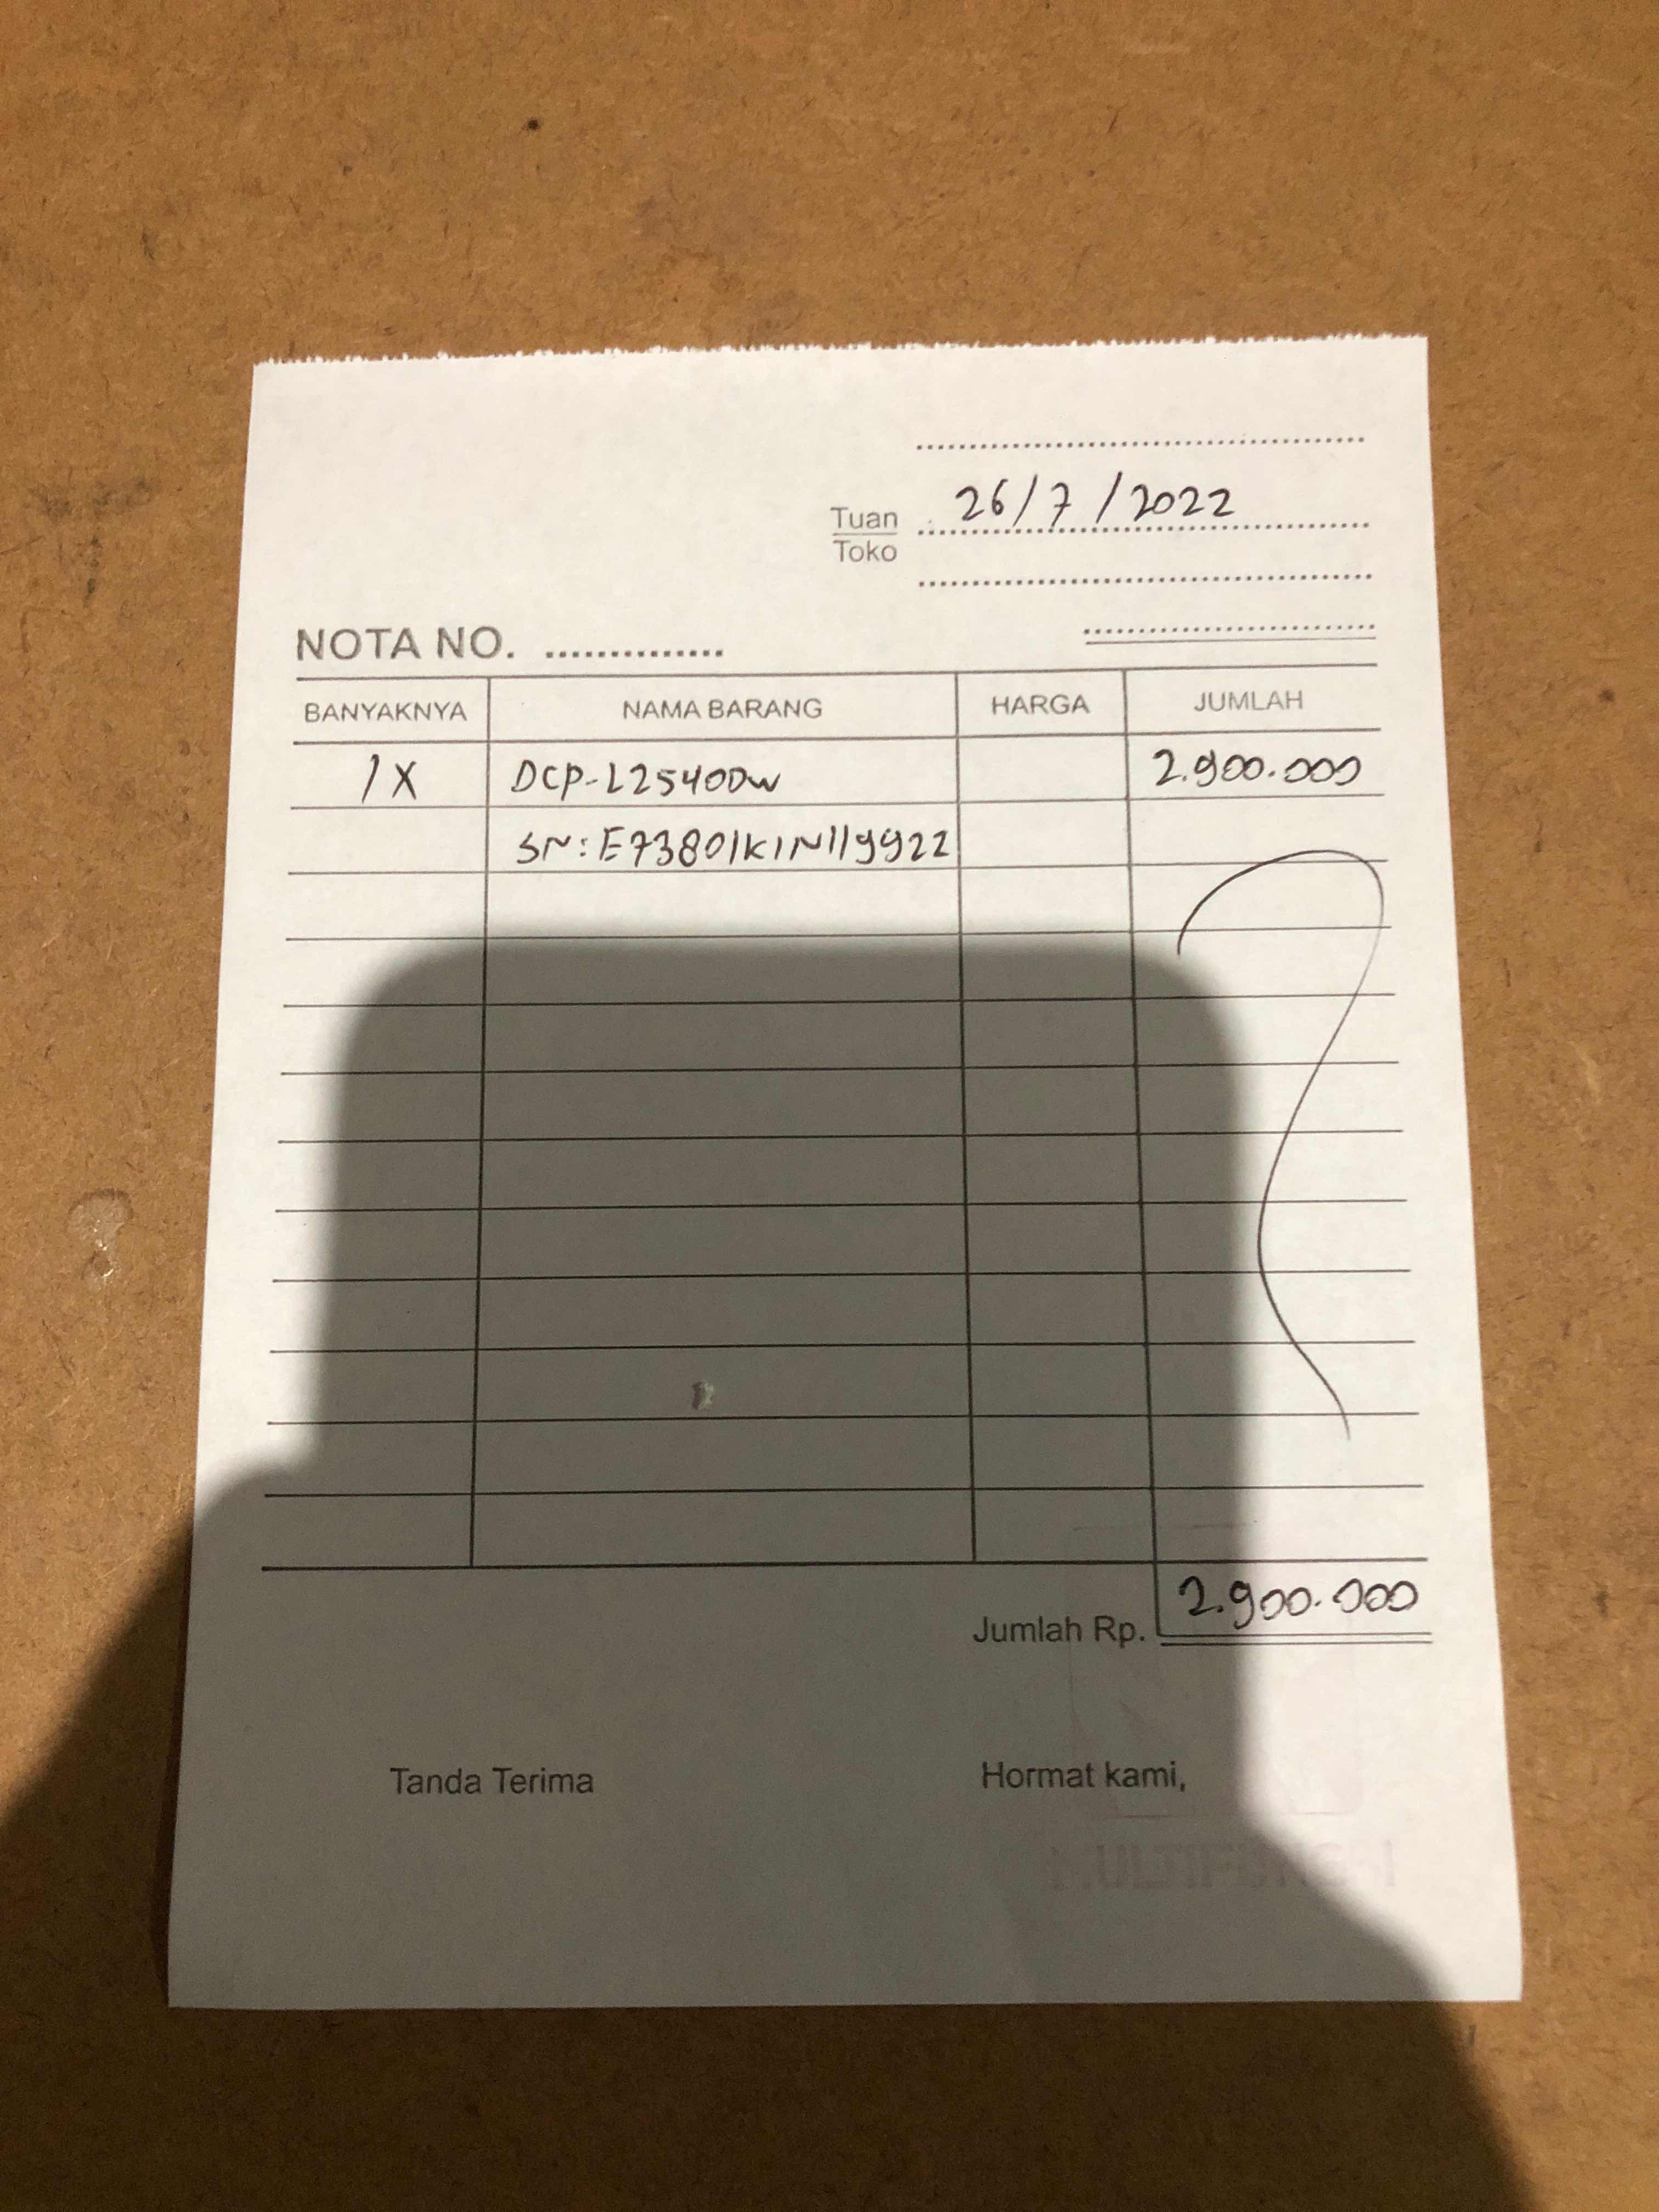 26/7/2022
Tuan
Toko
NOTA NO. ..............
BANYAKNYA NAMA BARANG HARGA JUMLAH
1X DCP-L2540DW 2.900.000
SN: E73801K1N119922
Jumlah Rp. 2.900.000
Tanda Terima Hormat kami,